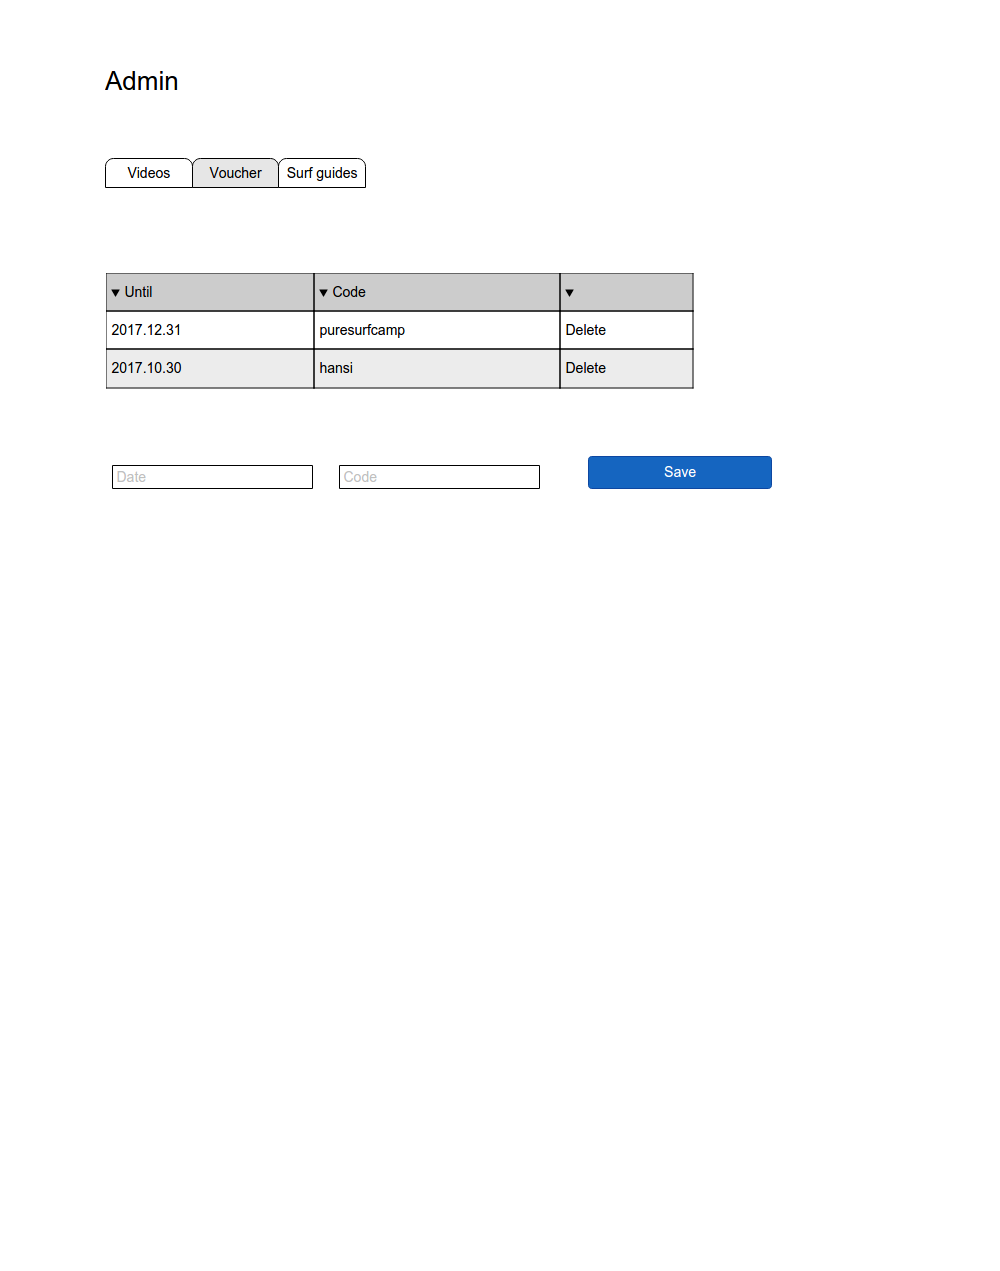 Admin
Videos Voucher Surf guides
▼ Until ▼ Code ▼
2017.12.31 puresurfcamp Delete
2017.10.30 hansi Delete
Date Code Save